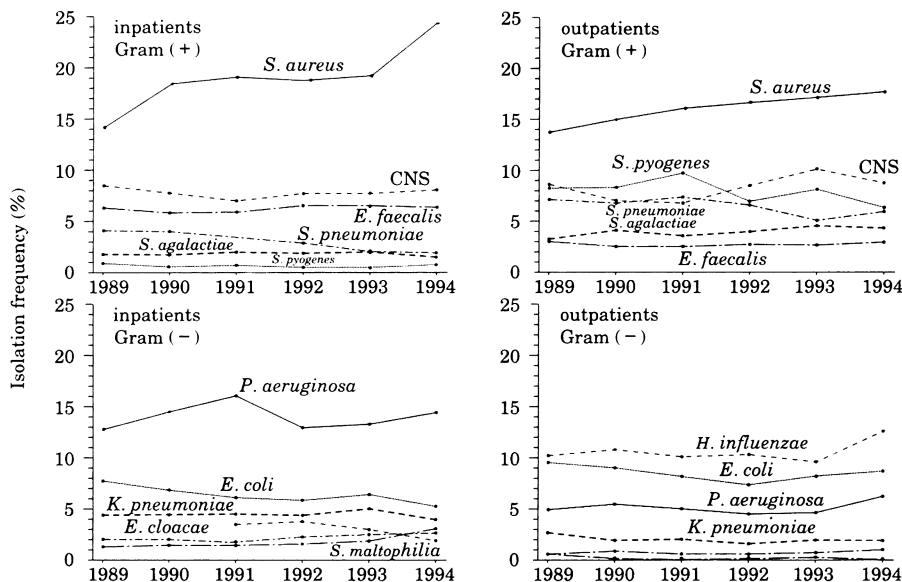 Isolation frequency (%)
25
20
15
10
5
0
inpatients
Gram (+)
S. aureus
CNS
E. faecalis
S. pneumoniae
S. agalactiae
S. pyogenes
1989 1990 1991 1992 1993 1994
25
20
15
10
5
0
outpatients
Gram (+)
S. aureus
S. pyogenes
CNS
S. pneumoniae
S. agalactiae
E. faecalis
1989 1990 1991 1992 1993 1994
25
20
15
10
5
0
inpatients
Gram (−)
P. aeruginosa
E. coli
K. pneumoniae
E. cloacae
S. maltophilia
1989 1990 1991 1992 1993 1994
25
20
15
10
5
0
outpatients
Gram (−)
H. influenzae
E. coli
P. aeruginosa
K. pneumoniae
1989 1990 1991 1992 1993 1994